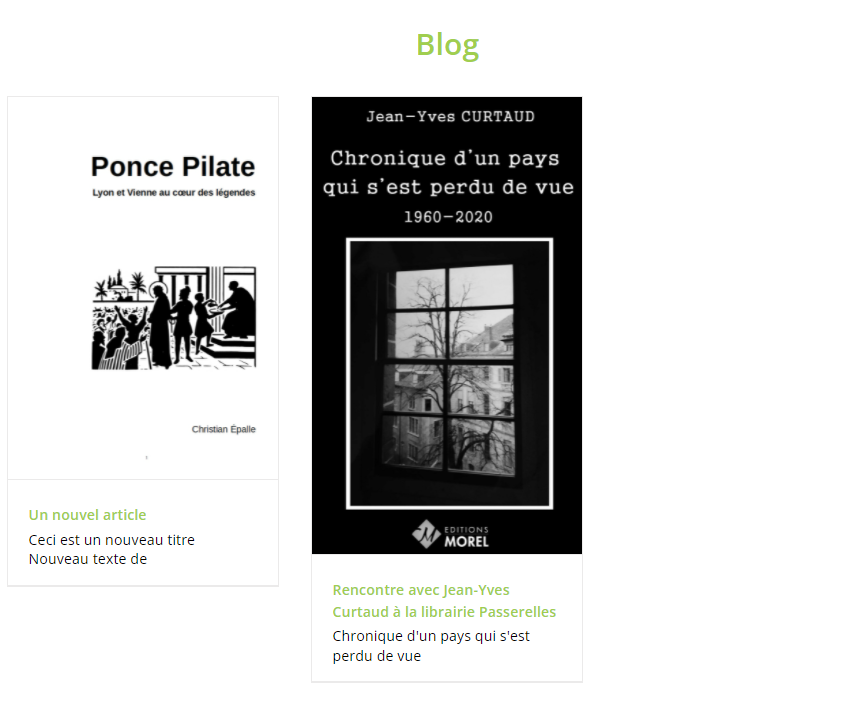 Blog
Ponce Pilate
Lyon et Vienne au cœur des légendes
Christian Épalle
Un nouvel article
Ceci est un nouveau titre
Nouveau texte de
Jean-Yves CURTAUD
Chronique d'un pays
qui s'est perdu de vue
1960-2020
EDITIONS
MOREL
Rencontre avec Jean-Yves
Curtaud à la librairie Passerelles
Chronique d'un pays qui s'est
perdu de vue